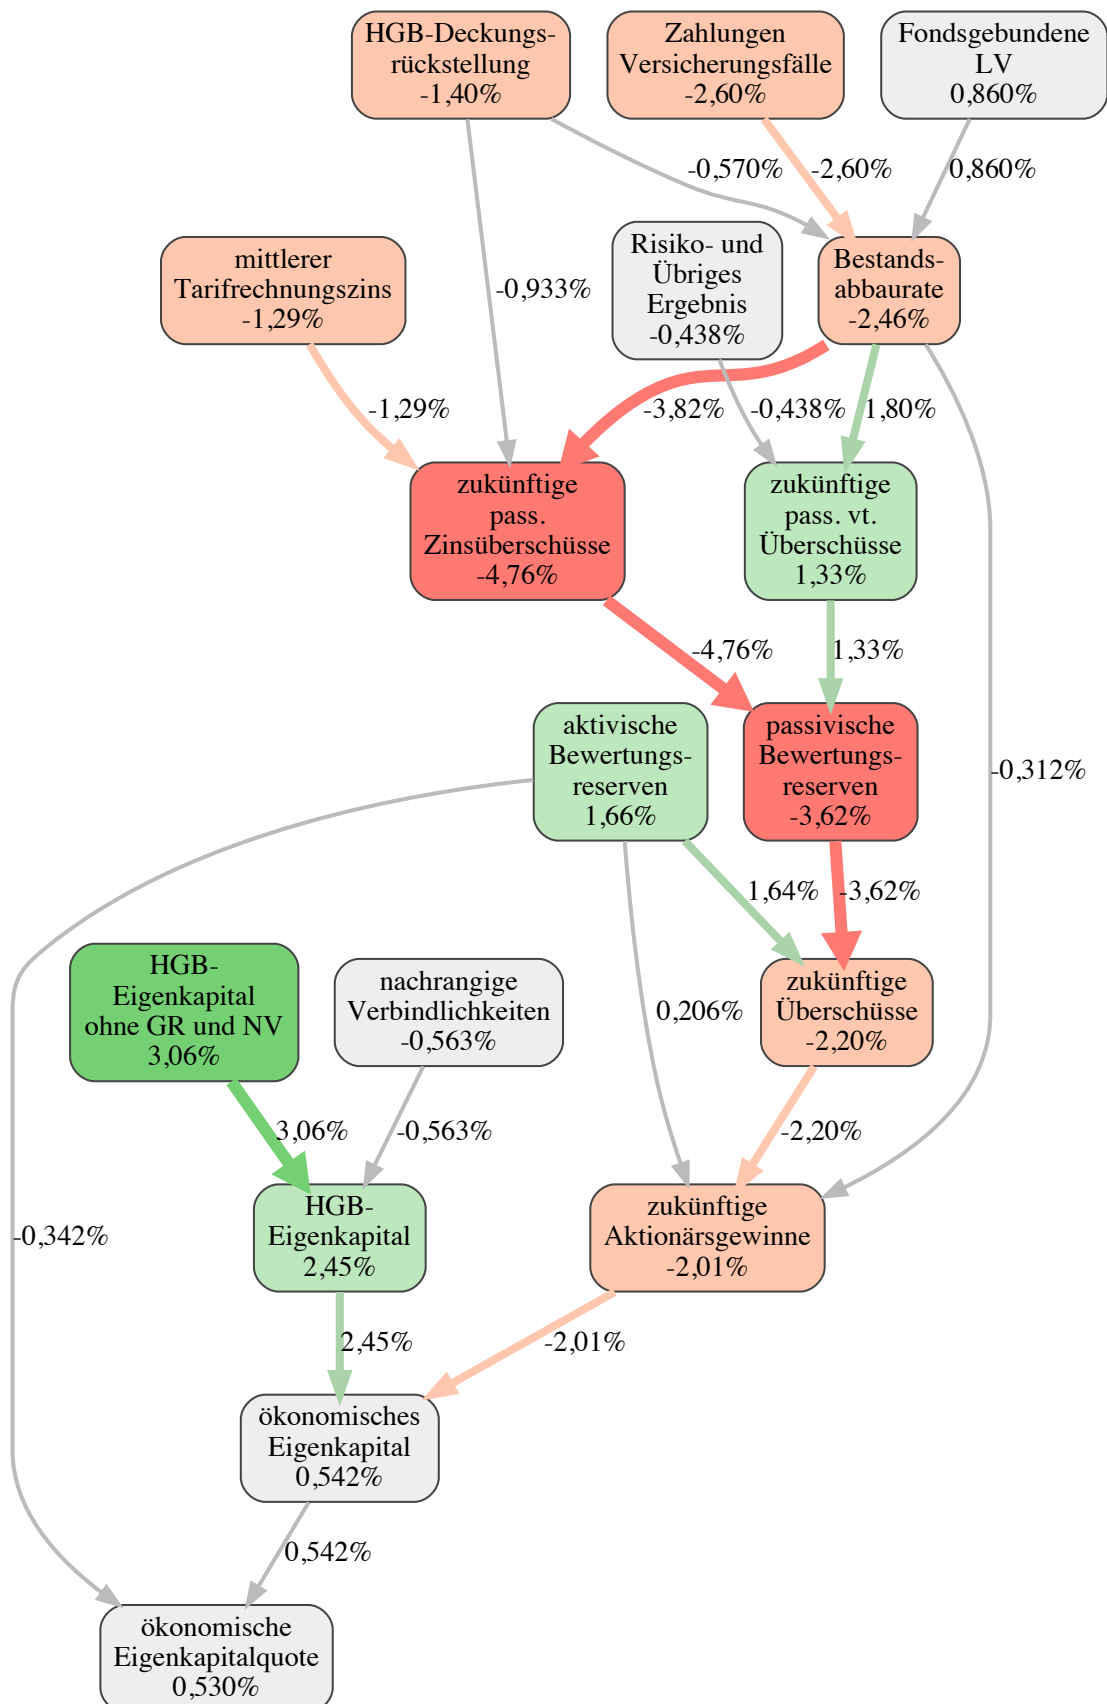 HGB-Deckungs-
rückstellung
-1,40%
Zahlungen
Versicherungsfälle
-2,60%
Fondsgebundene
LV
0,860%
-0,570%
-2,60%
0,860%
mittlerer
Tarifrechnungszins
-1,29%
-0,933%
Risiko- und
Übriges
Ergebnis
-0,438%
Bestands-
abbaurate
-2,46%
-1,29%
-3,82%
-0,438%
1,80%
zukünftige
pass.
Zinsüberschüsse
-4,76%
zukünftige
pass. vt.
Überschüsse
1,33%
-4,76%
1,33%
aktivische
Bewertungs-
reserven
1,66%
passivische
Bewertungs-
reserven
-3,62%
-0,312%
1,64%
-3,62%
HGB-
Eigenkapital
ohne GR und NV
3,06%
nachrangige
Verbindlichkeiten
-0,563%
0,206%
zukünftige
Überschüsse
-2,20%
3,06%
-0,563%
-2,20%
-0,342%
HGB-
Eigenkapital
2,45%
zukünftige
Aktionärsgewinne
-2,01%
2,45%
-2,01%
ökonomisches
Eigenkapital
0,542%
0,542%
ökonomische
Eigenkapitalquote
0,530%